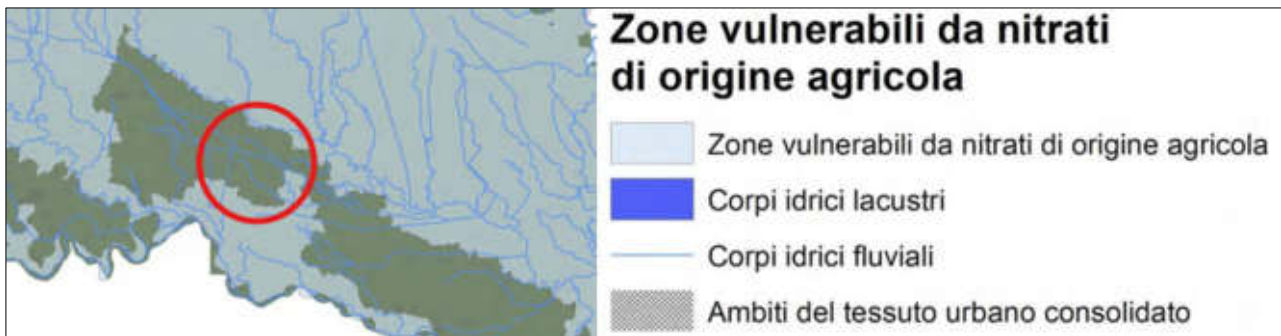 Zone vulnerabili da nitrati
di origine agricola
Zone vulnerabili da nitrati di origine agricola
Corpi idrici lacustri
Corpi idrici fluviali
Ambiti del tessuto urbano consolidato